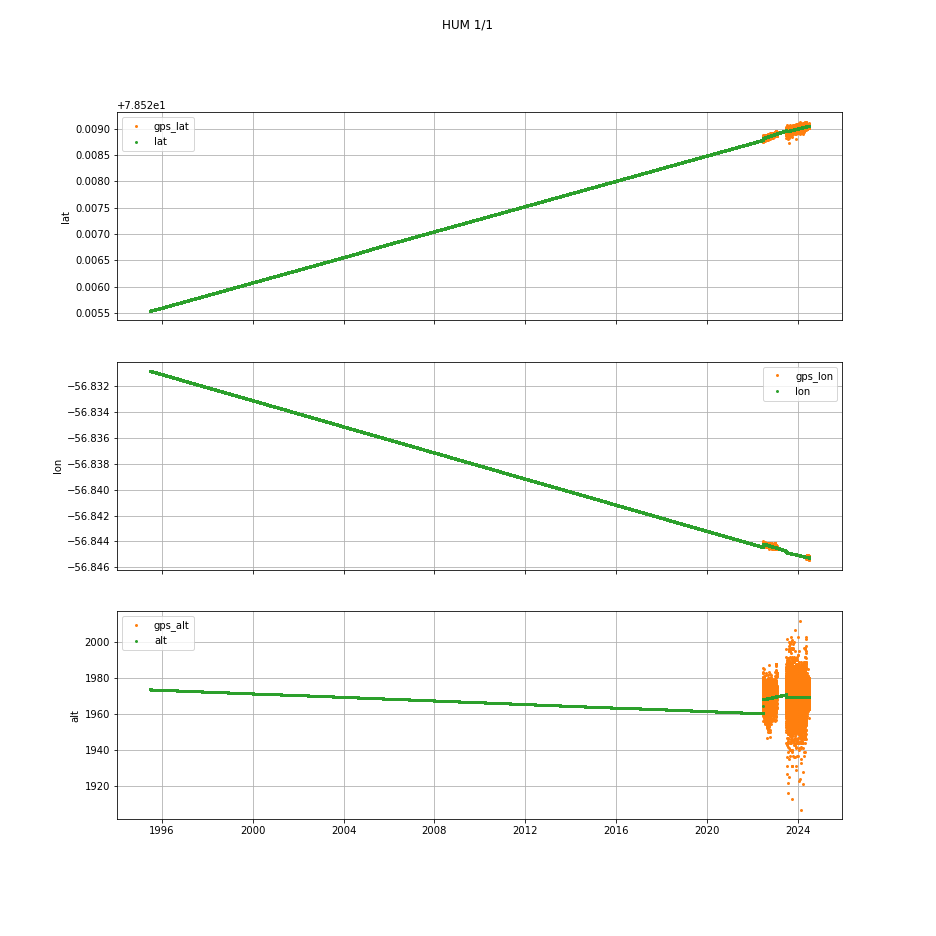 HUM 1/1
+7.852e1
gps_lat
lat
0.0090
0.0085
0.0080
0.0075
0.0070
0.0065
0.0060
0.0055
lat
gps_lon
lon
−56.832
−56.834
−56.836
−56.838
−56.840
−56.842
−56.844
−56.846
lon
gps_alt
alt
2000
1980
1960
1940
1920
alt
1996 2000 2004 2008 2012 2016 2020 2024